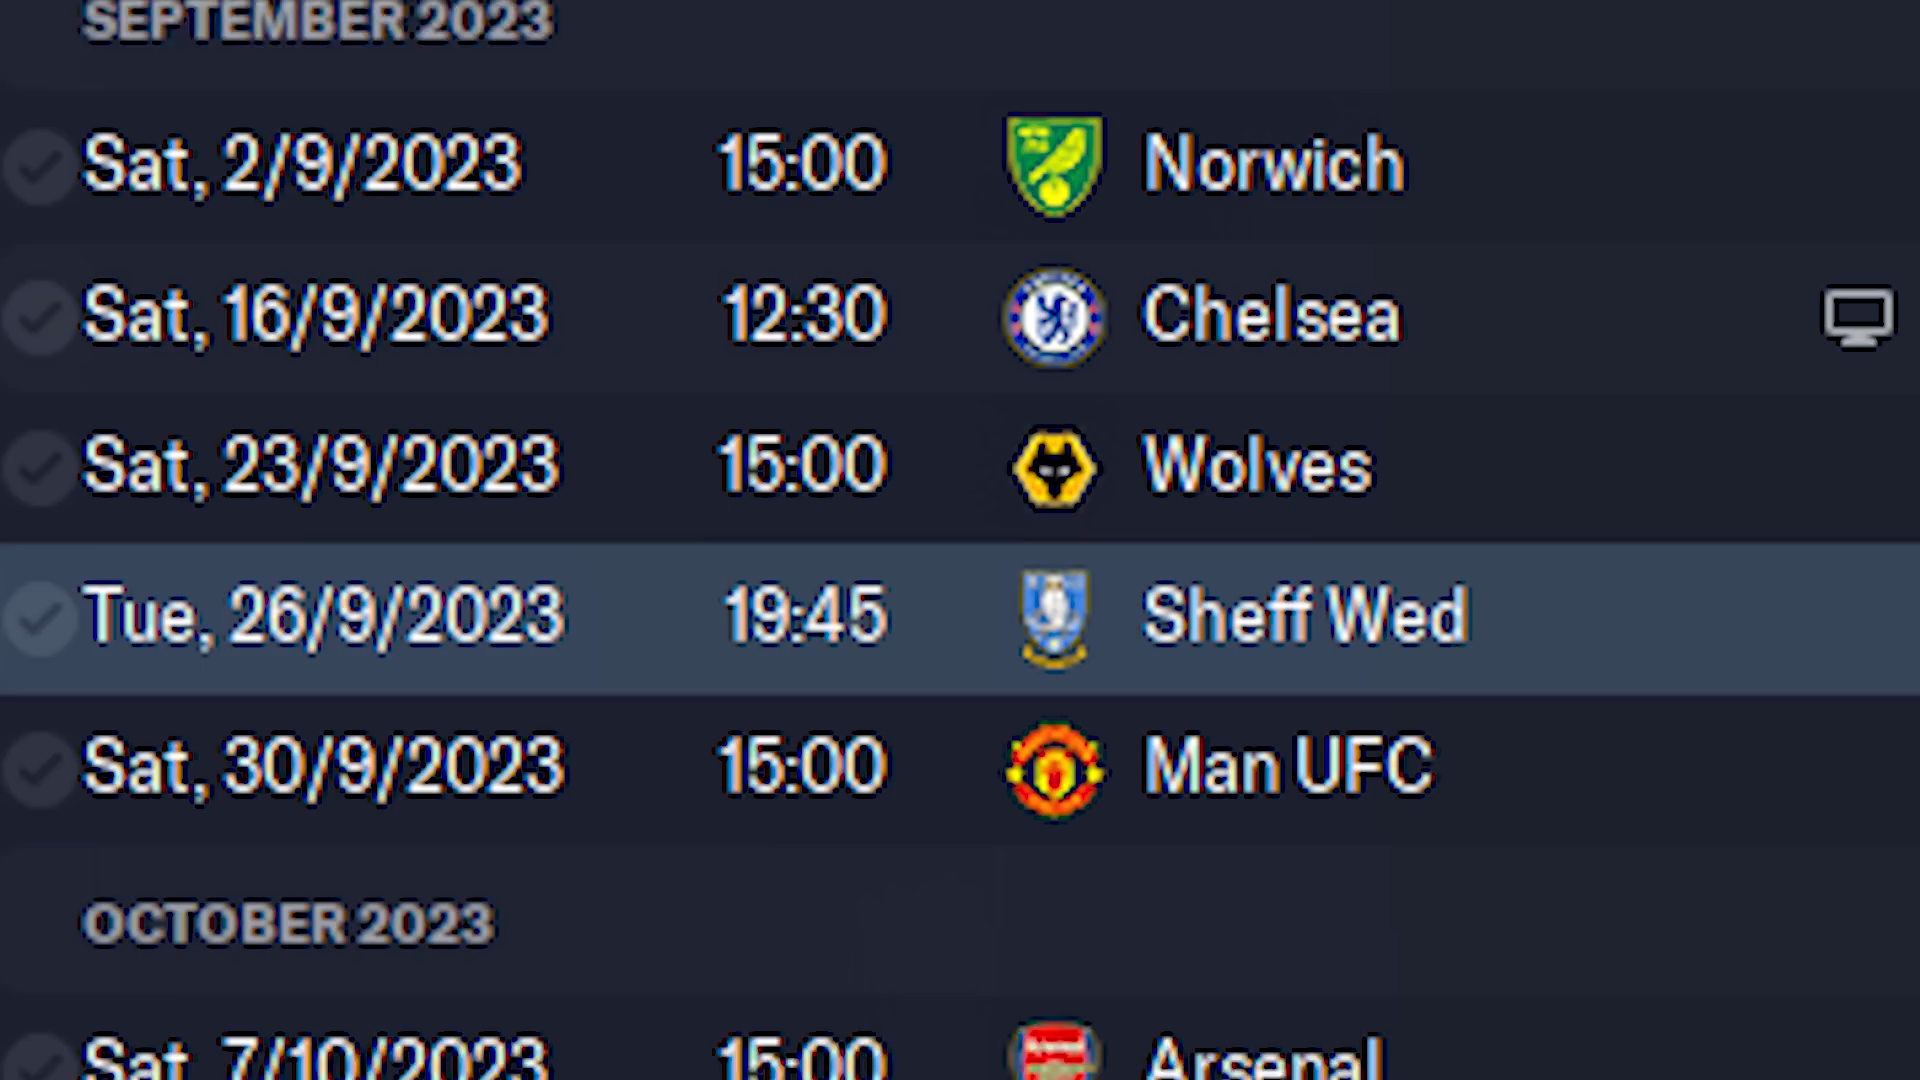 SEPTEMBER 2023
Sat, 2/9/2023 15:00 Norwich
Sat, 16/9/2023 12:30 Chelsea
Sat, 23/9/2023 15:00 Wolves
Tue, 26/9/2023 19:45 Sheff Wed
Sat, 30/9/2023 15:00 Man UFC
OCTOBER 2023
Sat, 7/10/2023 15:00 Arsenal